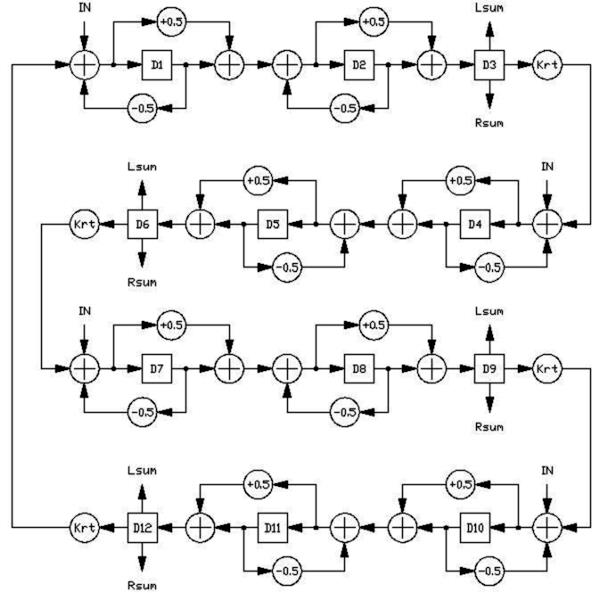 IN Lsum
+0.5 +0.5
D1 D2 D3 Krt
-0.5 -0.5
Rsum
Lsum IN
+0.5 +0.5
Krt D6 D5 D4
-0.5 -0.5
Rsum
IN Lsum
+0.5 +0.5
D7 D8 D9 Krt
-0.5 -0.5
Rsum
Lsum IN
+0.5 +0.5
Krt D12 D11 D10
-0.5 -0.5
Rsum